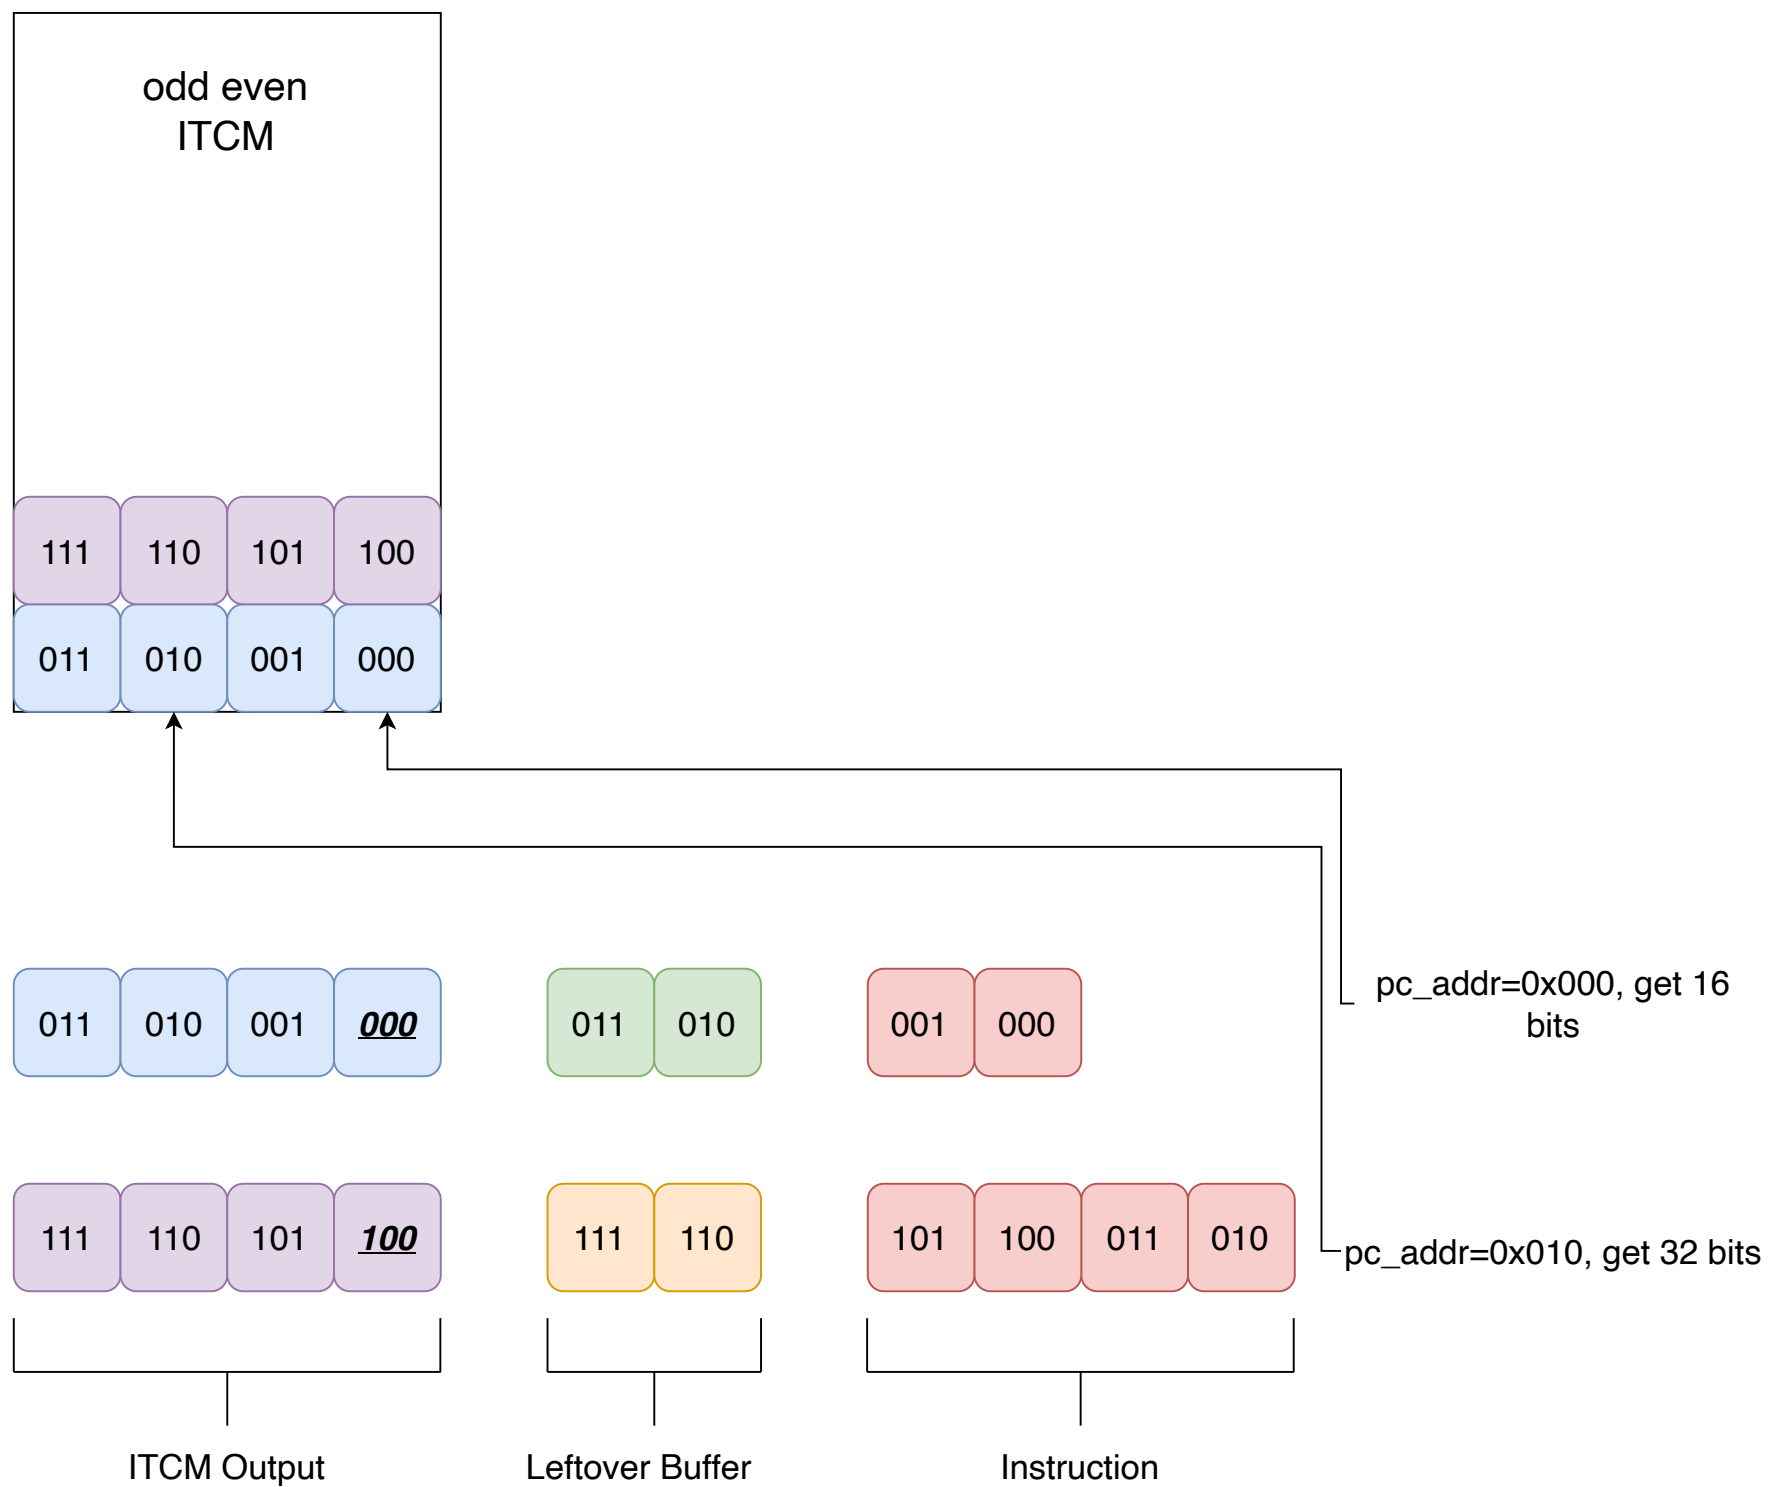 odd even
ITCM
111 110 101 100
011 010 001 000
011 010 001 000
011 010
001 000
pc_addr=0x000, get 16
bits
111 110 101 100
111 110
101 100 011 010
pc_addr=0x010, get 32 bits
ITCM Output
Leftover Buffer
Instruction